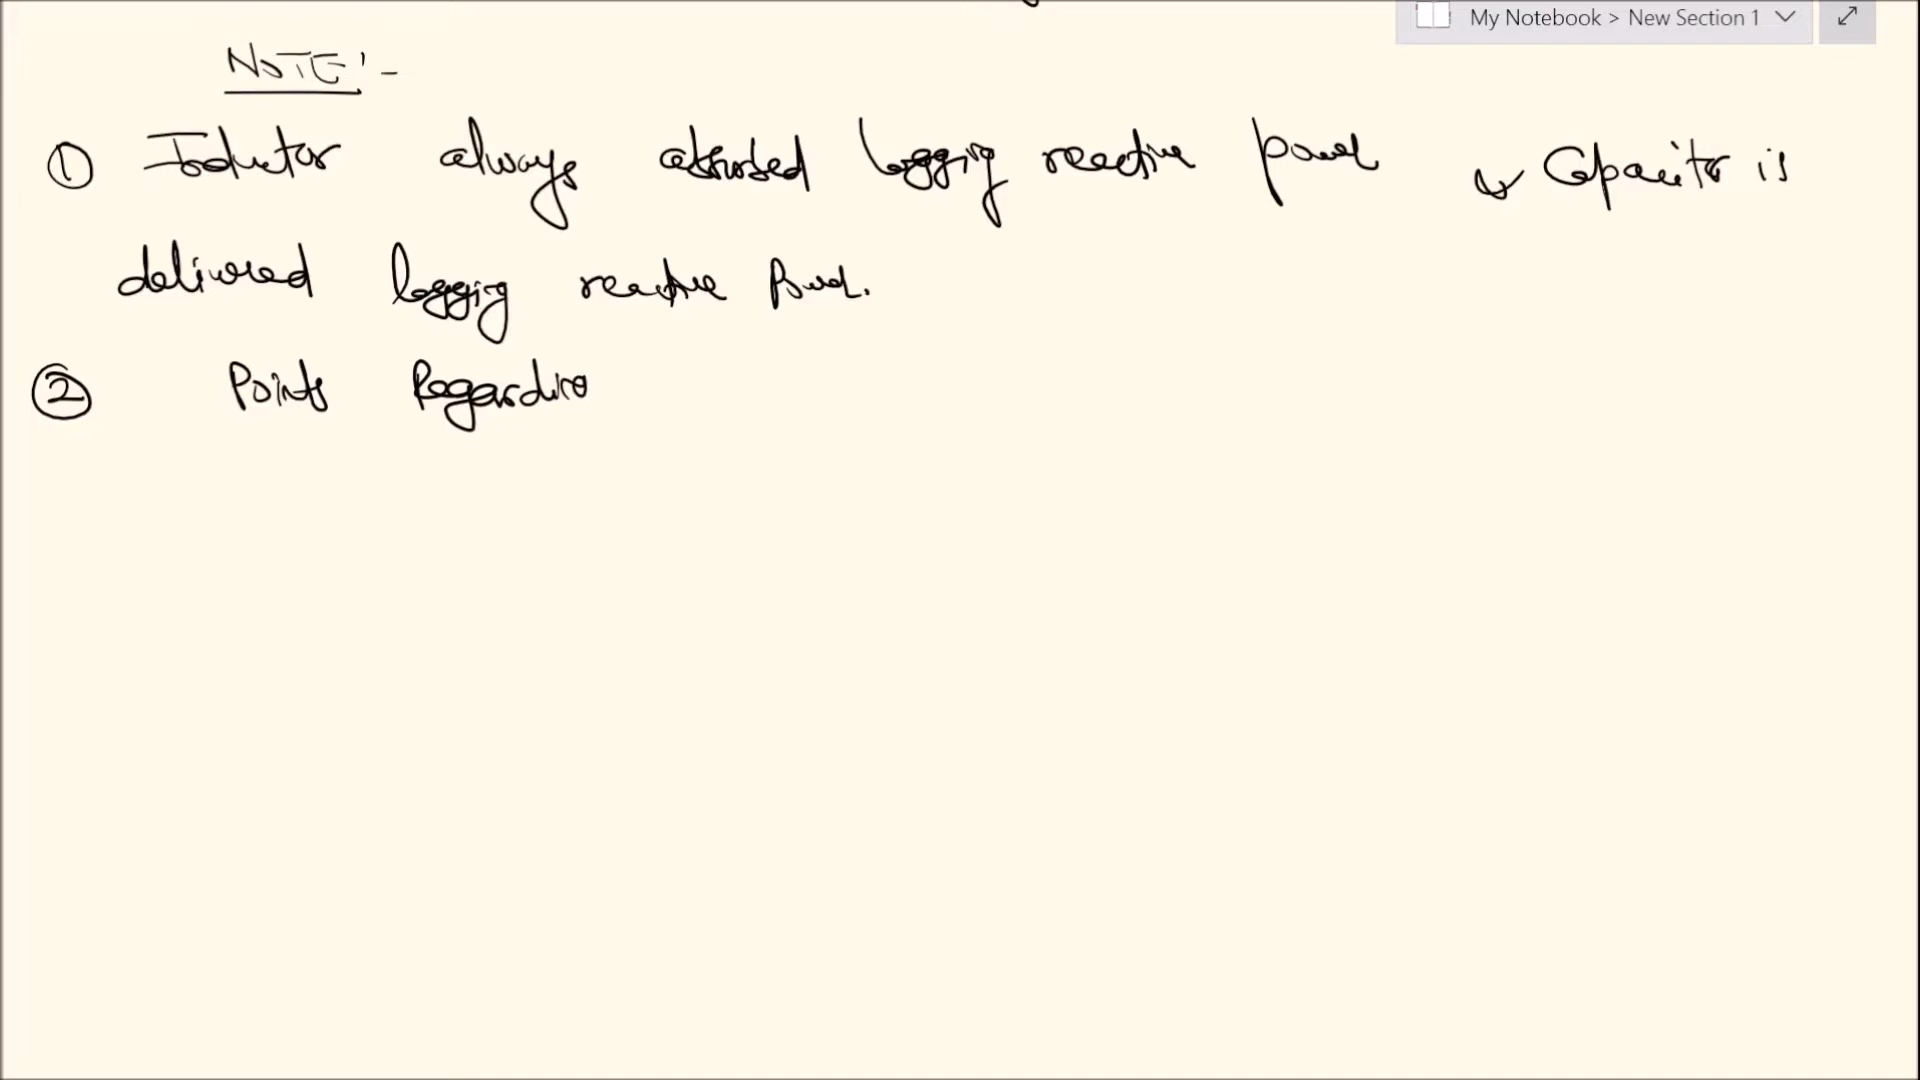 My Notebook > New Section 1
NOTE:-
① Inductor always absorbed lagging reactive power & Capacitor is
delivered lagging reactive Power.
② Points Regardin